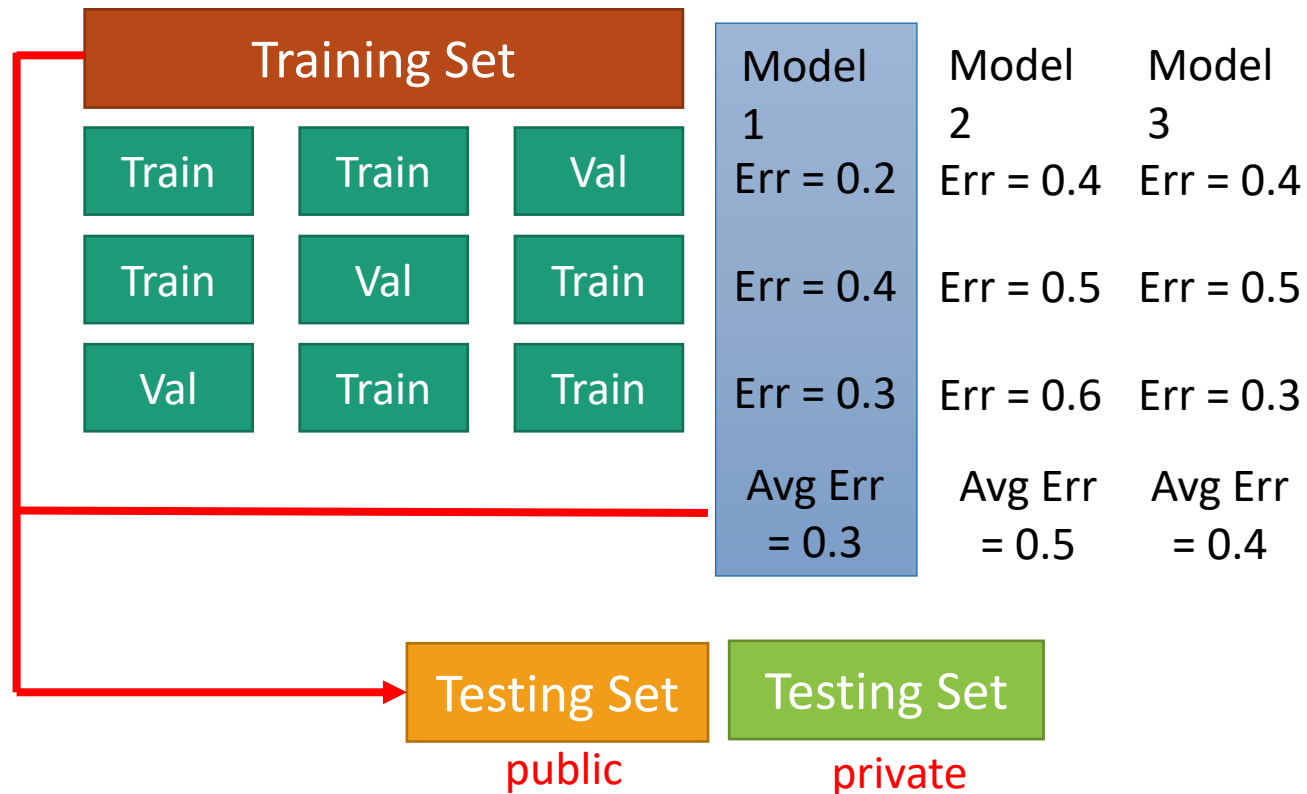 Training Set
Model
1
Model
2
Model
3
Train Train Val
Err = 0.2 Err = 0.4 Err = 0.4
Train Val Train
Err = 0.4 Err = 0.5 Err = 0.5
Val Train Train
Err = 0.3 Err = 0.6 Err = 0.3
Avg Err
= 0.3
Avg Err
= 0.5
Avg Err
= 0.4
Testing Set
Testing Set
public
private